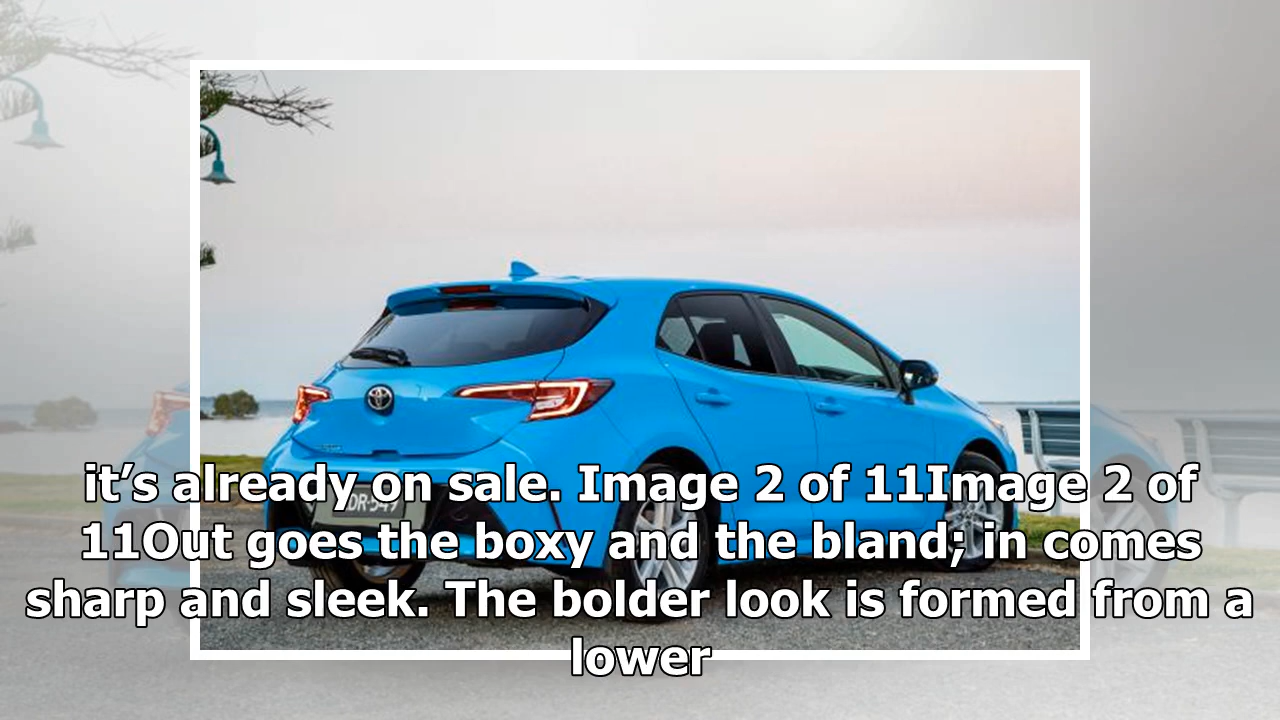 it’s already on sale. Image 2 of 11Image 2 of
11Out goes the boxy and the bland; in comes
sharp and sleek. The bolder look is formed from a
lower